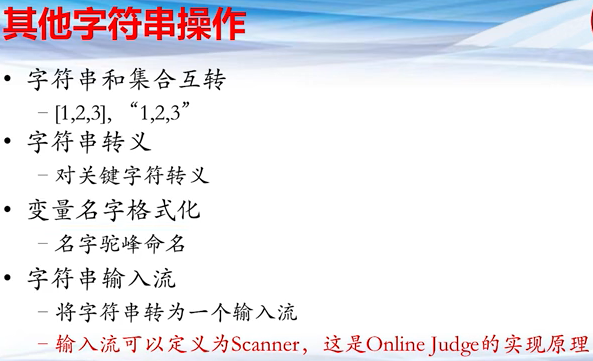 其他字符串操作
• 字符串和集合互转
– [1,2,3], “1,2,3”
• 字符串转义
– 对关键字符转义
• 变量名字格式化
– 名字驼峰命名
• 字符串输入流
– 将字符串转为一个输入流
– 输入流可以定义为Scanner，这是Online Judge的实现原理